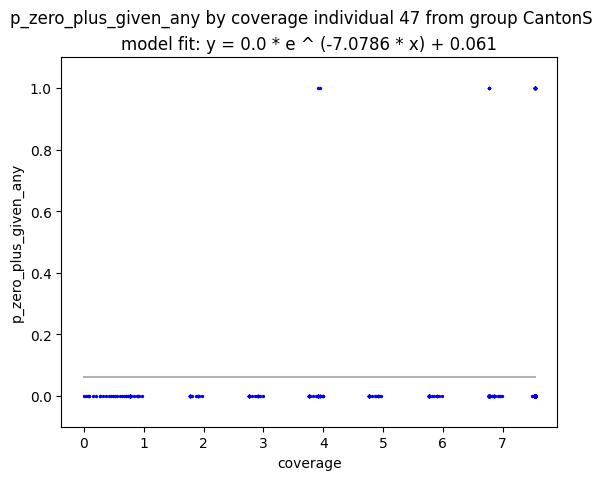 p_zero_plus_given_any by coverage individual 47 from group CantonS
model fit: y = 0.0 * e ^ (-7.0786 * x) + 0.061
1.0
0.8
0.6
0.4
0.2
0.0
p_zero_plus_given_any
0 1 2 3 4 5 6 7
coverage